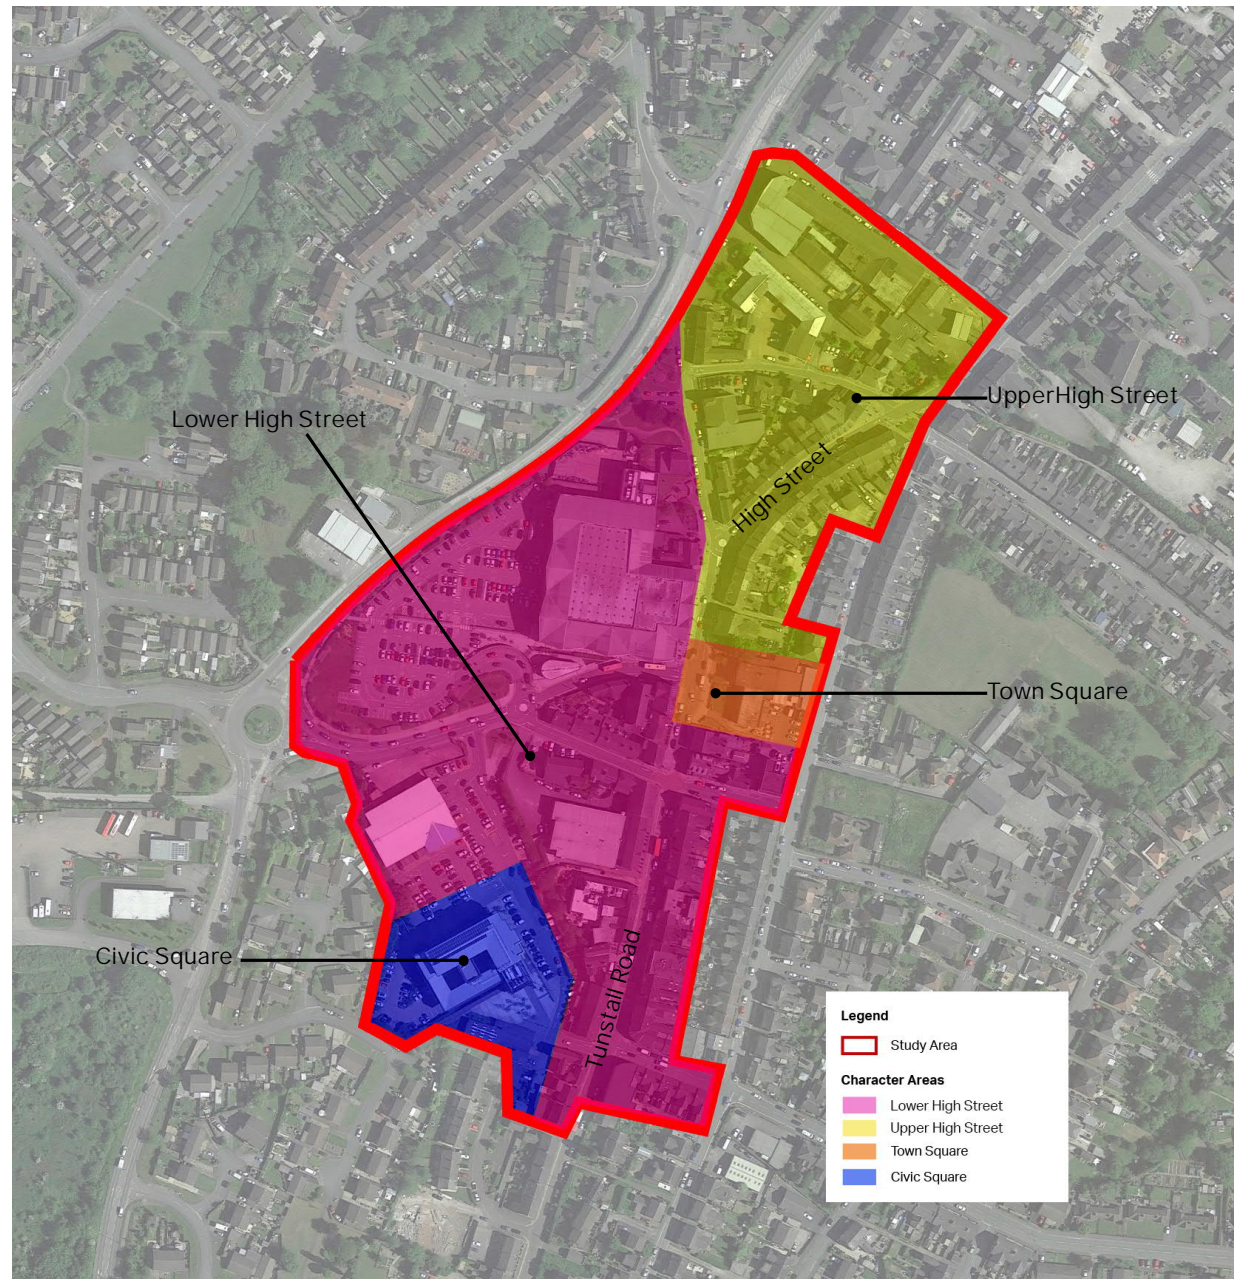 UpperHigh Street
Lower High Street
High Street
Town Square
Civic Square
Tunstall Road
Legend
Study Area
Character Areas
Lower High Street
Upper High Street
Town Square
Civic Square